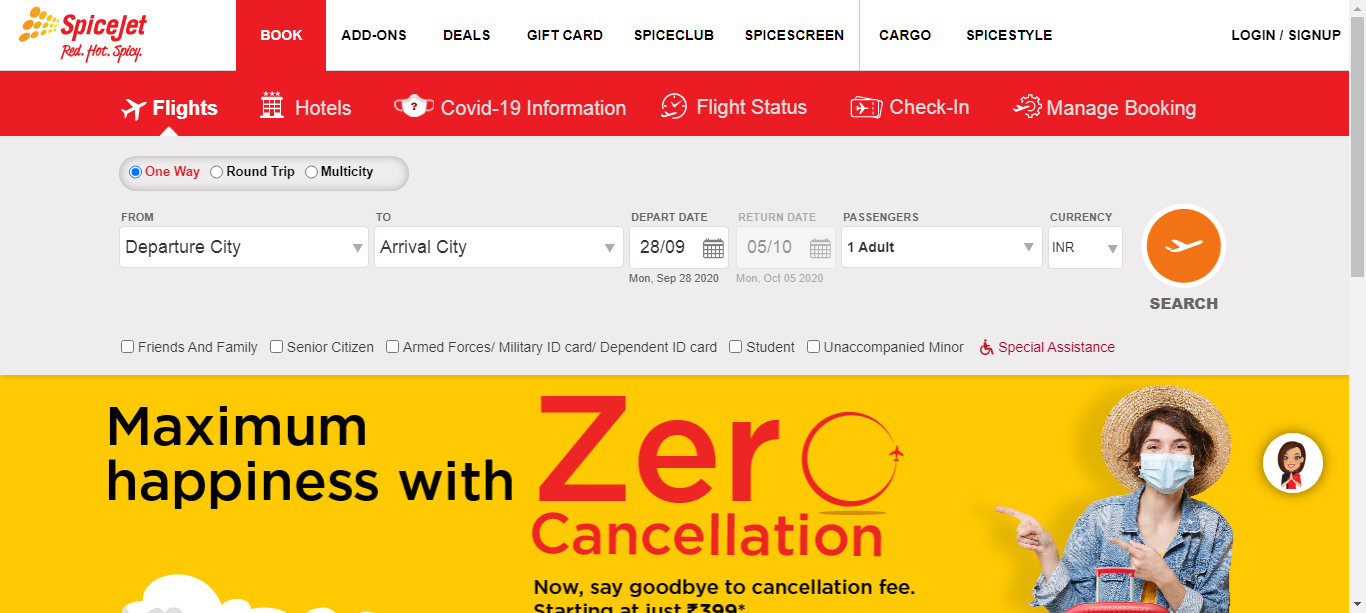 SpiceJet
Red. Hot. Spicy.
BOOK ADD-ONS DEALS GIFT CARD SPICECLUB SPICESCREEN CARGO SPICESTYLE LOGIN / SIGNUP
Flights Hotels ? Covid-19 Information Flight Status Check-In Manage Booking
One Way Round Trip Multicity
FROM TO DEPART DATE RETURN DATE PASSENGERS CURRENCY
Departure City Arrival City 28/09 05/10 1 Adult INR
Mon, Sep 28 2020 Mon, Oct 05 2020
SEARCH
Friends And Family Senior Citizen Armed Forces/ Military ID card/ Dependent ID card Student Unaccompanied Minor Special Assistance
Maximum
happiness with
Zero
Cancellation
Now, say goodbye to cancellation fee.
Starting at just ₹399*